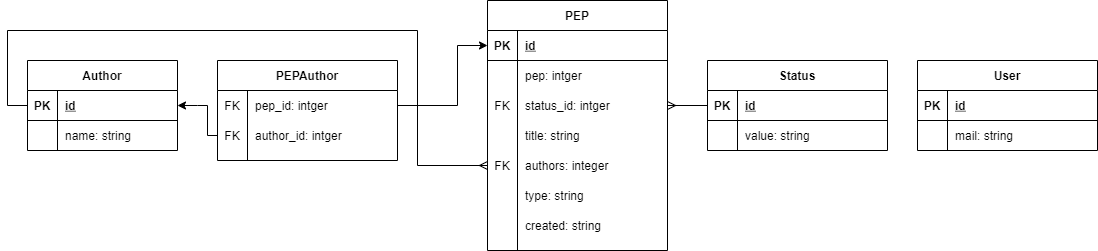 Author
PK id
name: string
PEPAuthor
FK pep_id: intger
FK author_id: intger
PEP
PK id
pep: intger
FK status_id: intger
title: string
FK authors: integer
type: string
created: string
Status
PK id
value: string
User
PK id
mail: string